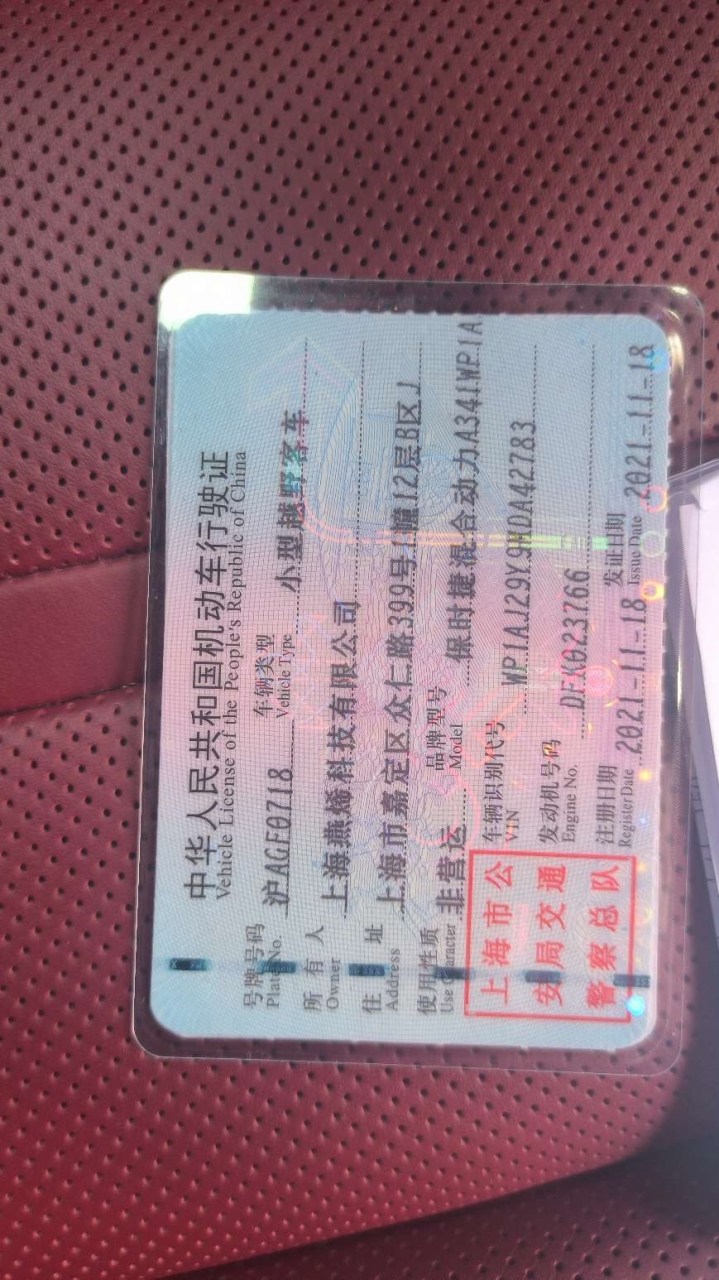 中华人民共和国机动车行驶证
Vehicle License of the People's Republic of China
号牌号码 沪AGF0718 车辆类型 小型越野客车
Plate No. Vehicle Type
所有人 上海燕烯科技有限公司
Owner
住址 上海市嘉定区众仁路399号1幢12层B区J
Address
使用性质 非营运 品牌型号 保时捷混合动力A341WP1A
Use Character Model
车辆识别代号 WP1AJ29Y9MDA42783
VIN
发动机号码 DFX023766
Engine No.
注册日期 2021-11-18 发证日期 2021-11-18
Register Date Issue Date
上海市公
安局交通
警察总队